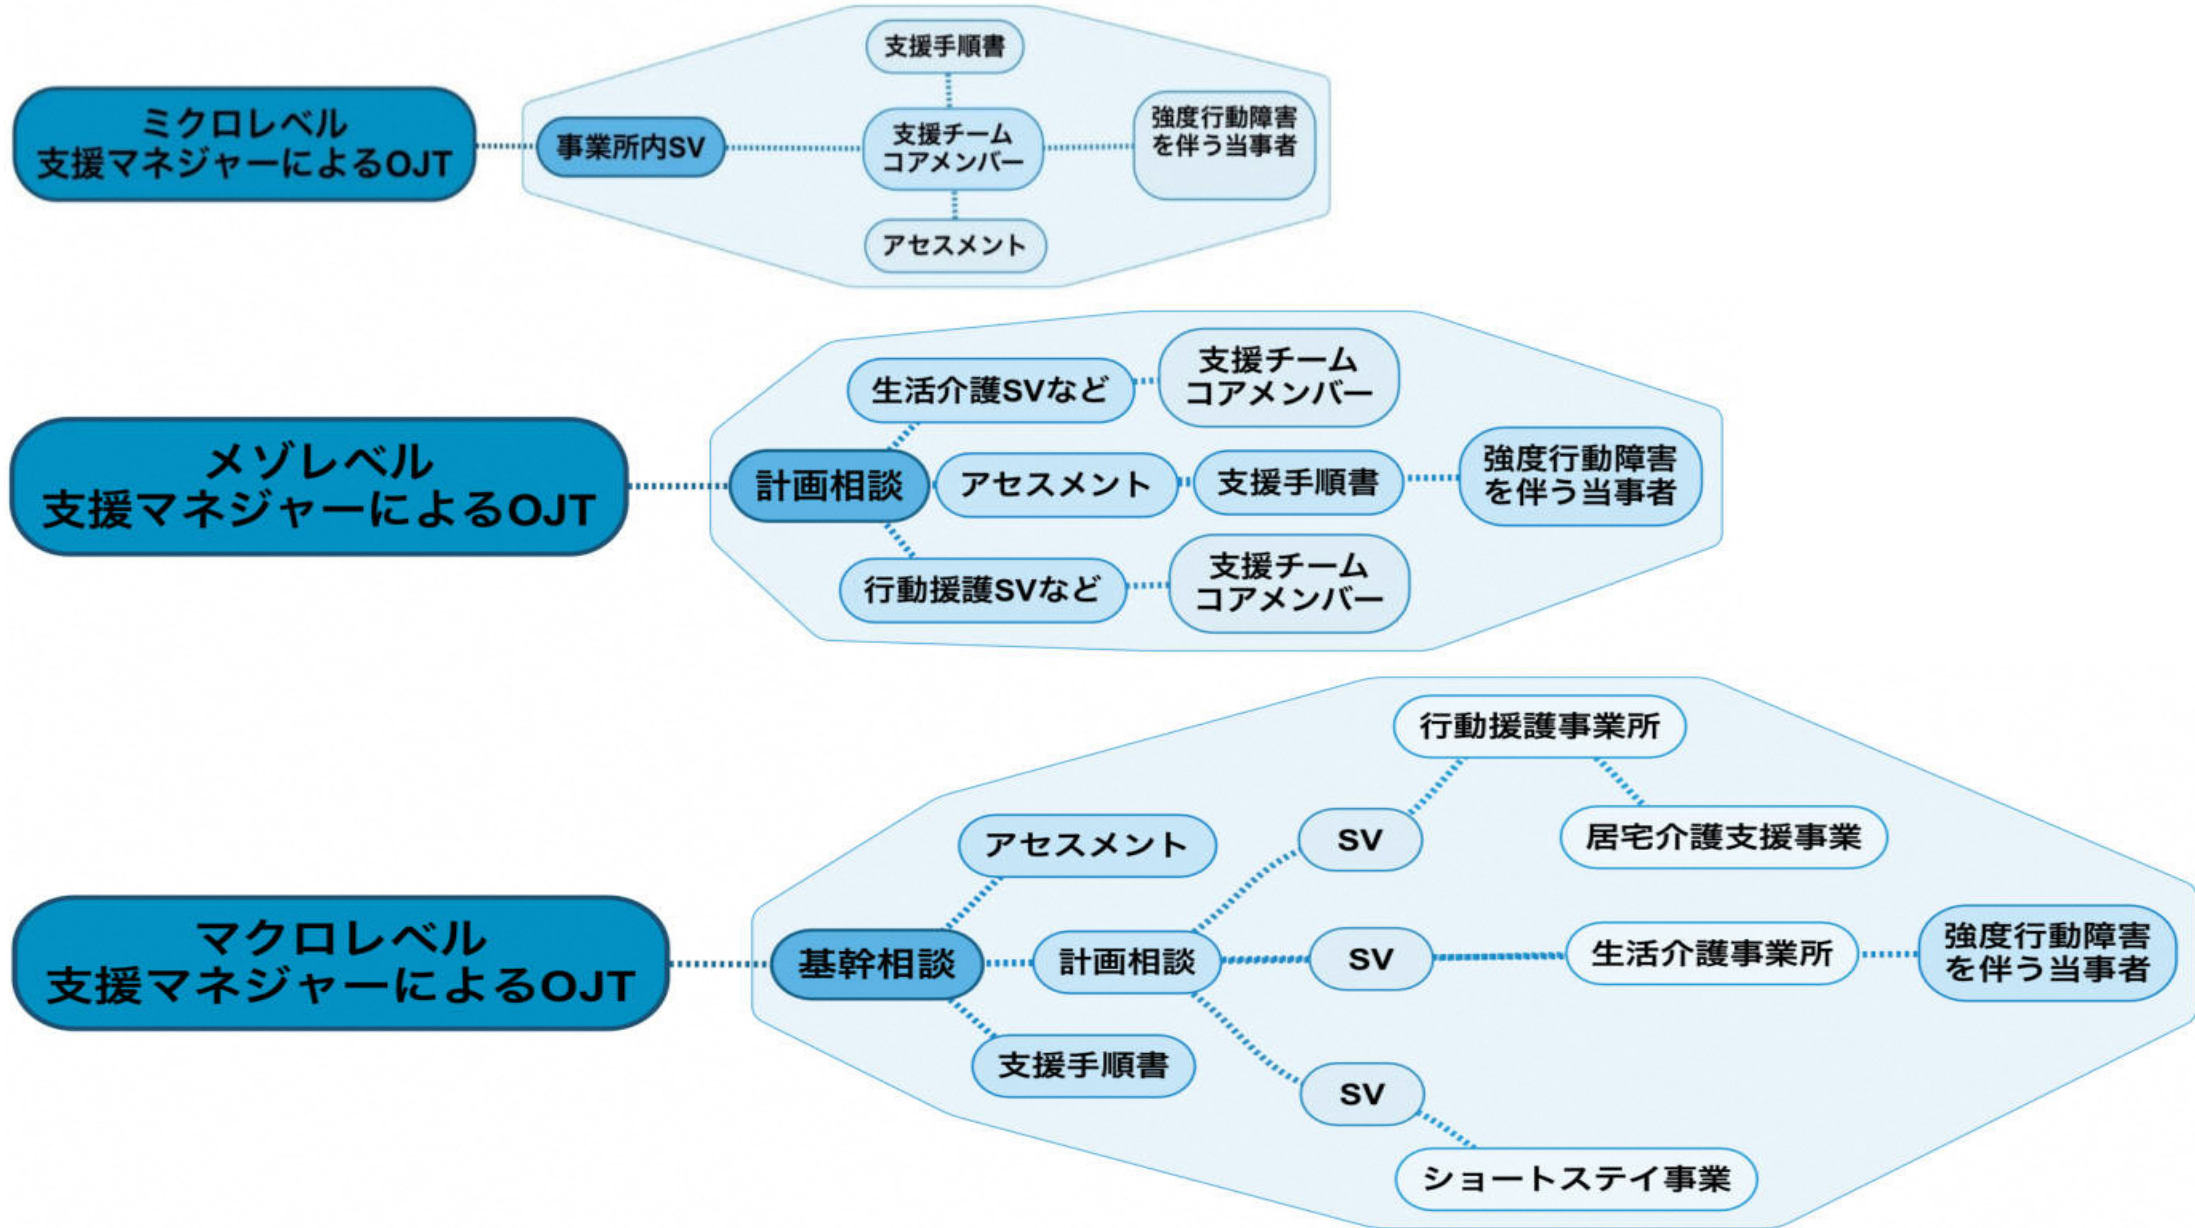 支援手順書
ミクロレベル
支援マネジャーによるOJT
事業所内SV
支援チーム
コアメンバー
強度行動障害
を伴う当事者
アセスメント
支援チーム
コアメンバー
生活介護SVなど
メゾレベル
支援マネジャーによるOJT
計画相談
アセスメント
支援手順書
強度行動障害
を伴う当事者
行動援護SVなど
支援チーム
コアメンバー
行動援護事業所
アセスメント
SV
居宅介護支援事業
マクロレベル
支援マネジャーによるOJT
基幹相談
計画相談
SV
生活介護事業所
強度行動障害
を伴う当事者
支援手順書
SV
ショートステイ事業